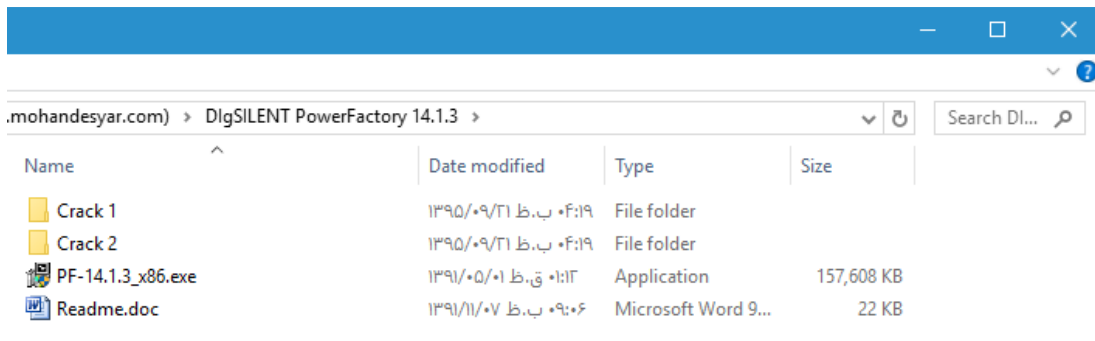 .mohandesyar.com) > DIgSILENT PowerFactory 14.1.3 > Search DI...
Name Date modified Type Size
Crack 1 ۱۳۹۵/۰۹/۲۱ ب.ظ ۰۴:۱۹ File folder
Crack 2 ۱۳۹۵/۰۹/۲۱ ب.ظ ۰۴:۱۹ File folder
PF-14.1.3_x86.exe ۱۳۹۱/۰۵/۰۱ ق.ظ ۰۱:۱۲ Application 157,608 KB
Readme.doc ۱۳۹۱/۱۱/۰۷ ب.ظ ۰۹:۰۶ Microsoft Word 9... 22 KB